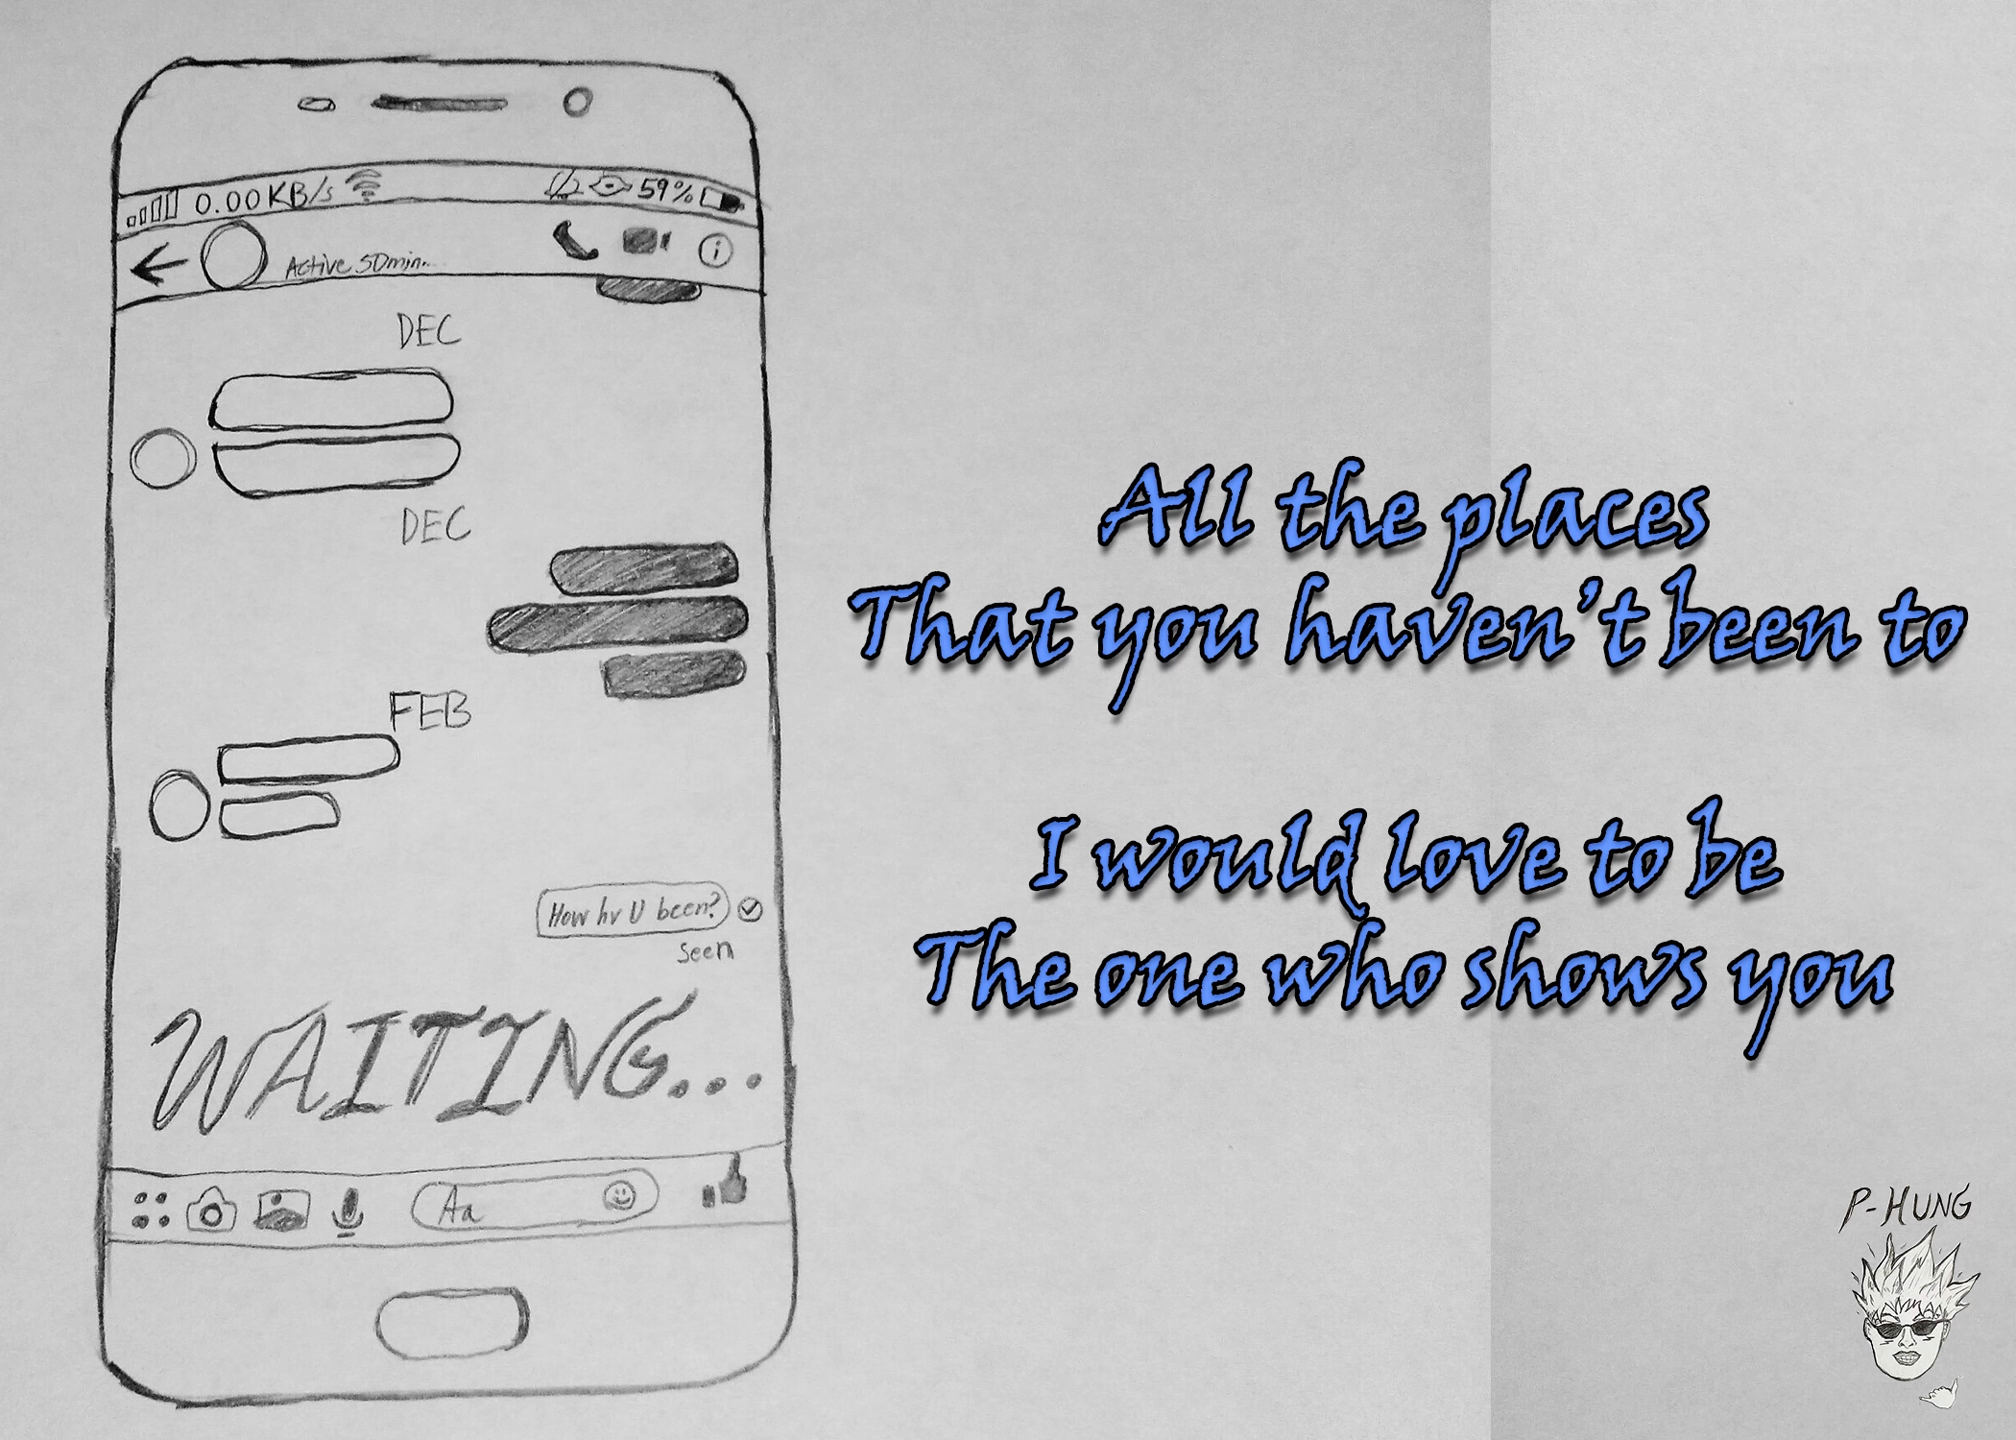 0.00KB/s 59%
Active 50min..
DEC
DEC
FEB
How hv U been?
Seen
WAITING...
Aa
All the places
That you haven't been to
I would love to be
The one who shows you
P-HUNG